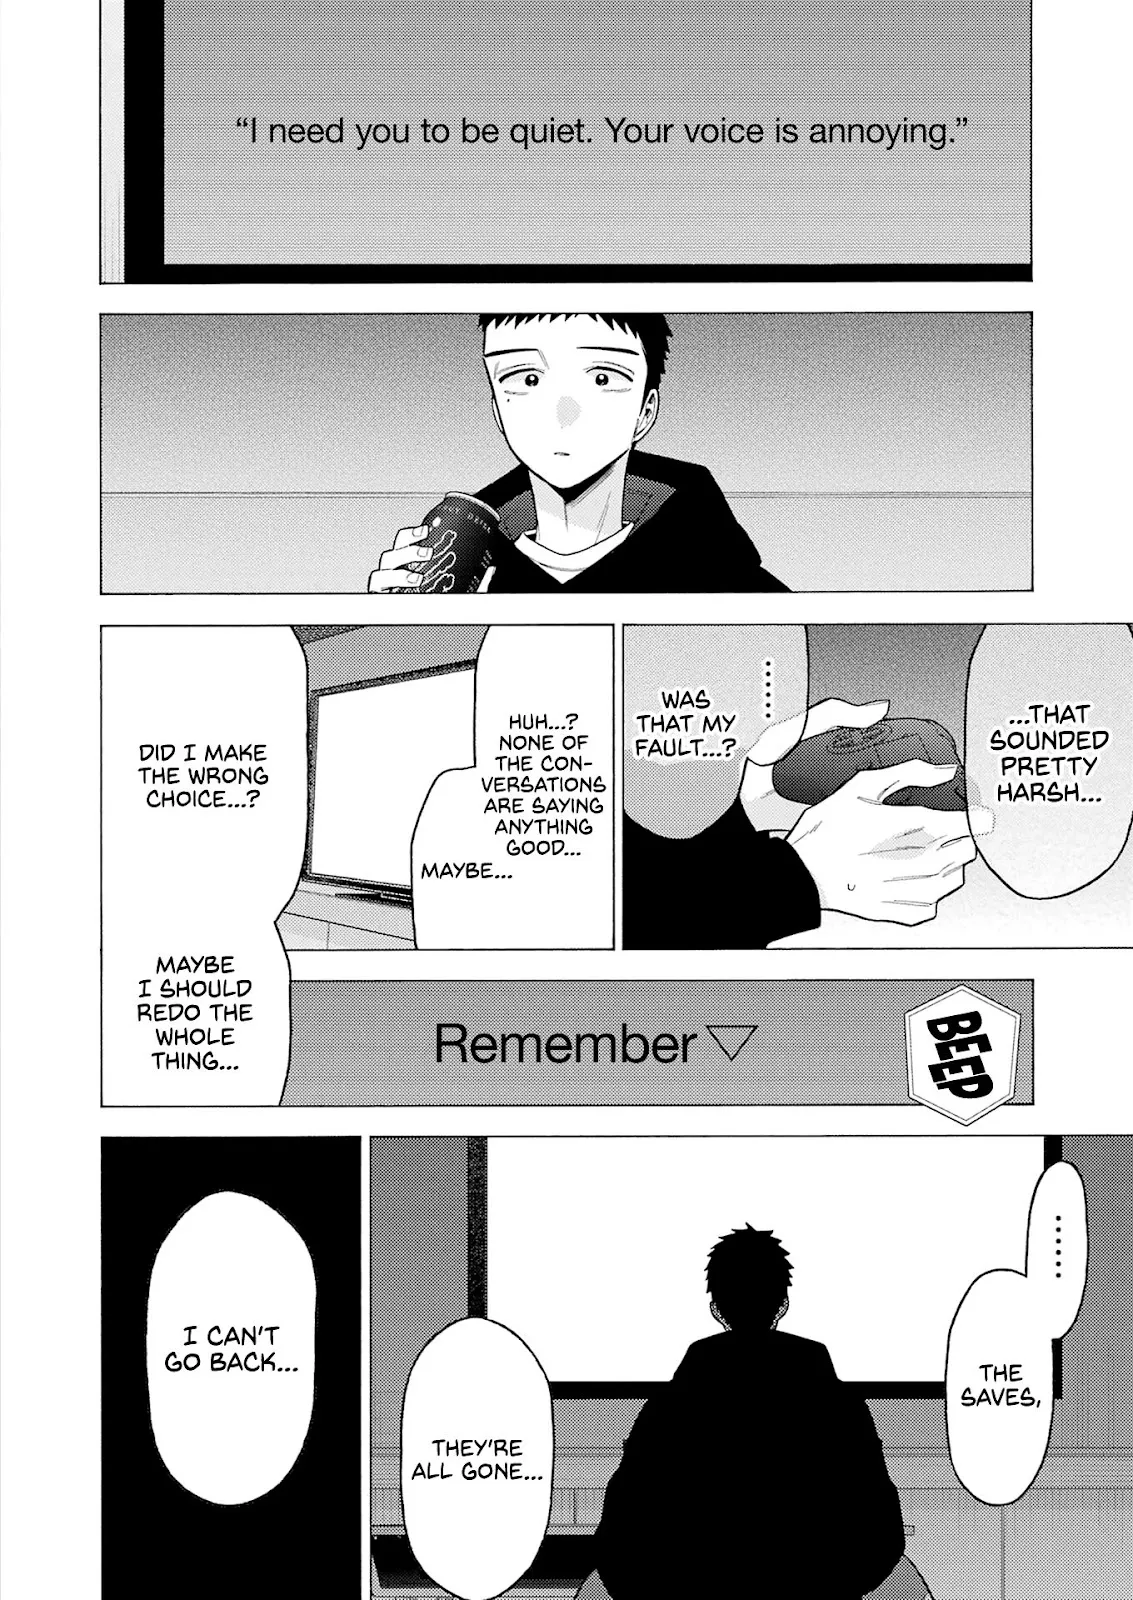 “I need you to be quiet. Your voice is annoying.”
...THAT
SOUNDED
PRETTY
HARSH...
......
WAS
THAT MY
FAULT...?
HUH...?
NONE OF
THE CON-
VERSATIONS
ARE SAYING
ANYTHING
GOOD...
MAYBE...
DID I MAKE
THE WRONG
CHOICE...?
MAYBE
I SHOULD
REDO THE
WHOLE
THING...
Remember ▽
BEEP
......
THE
SAVES,
THEY'RE
ALL GONE...
I CAN'T
GO BACK...